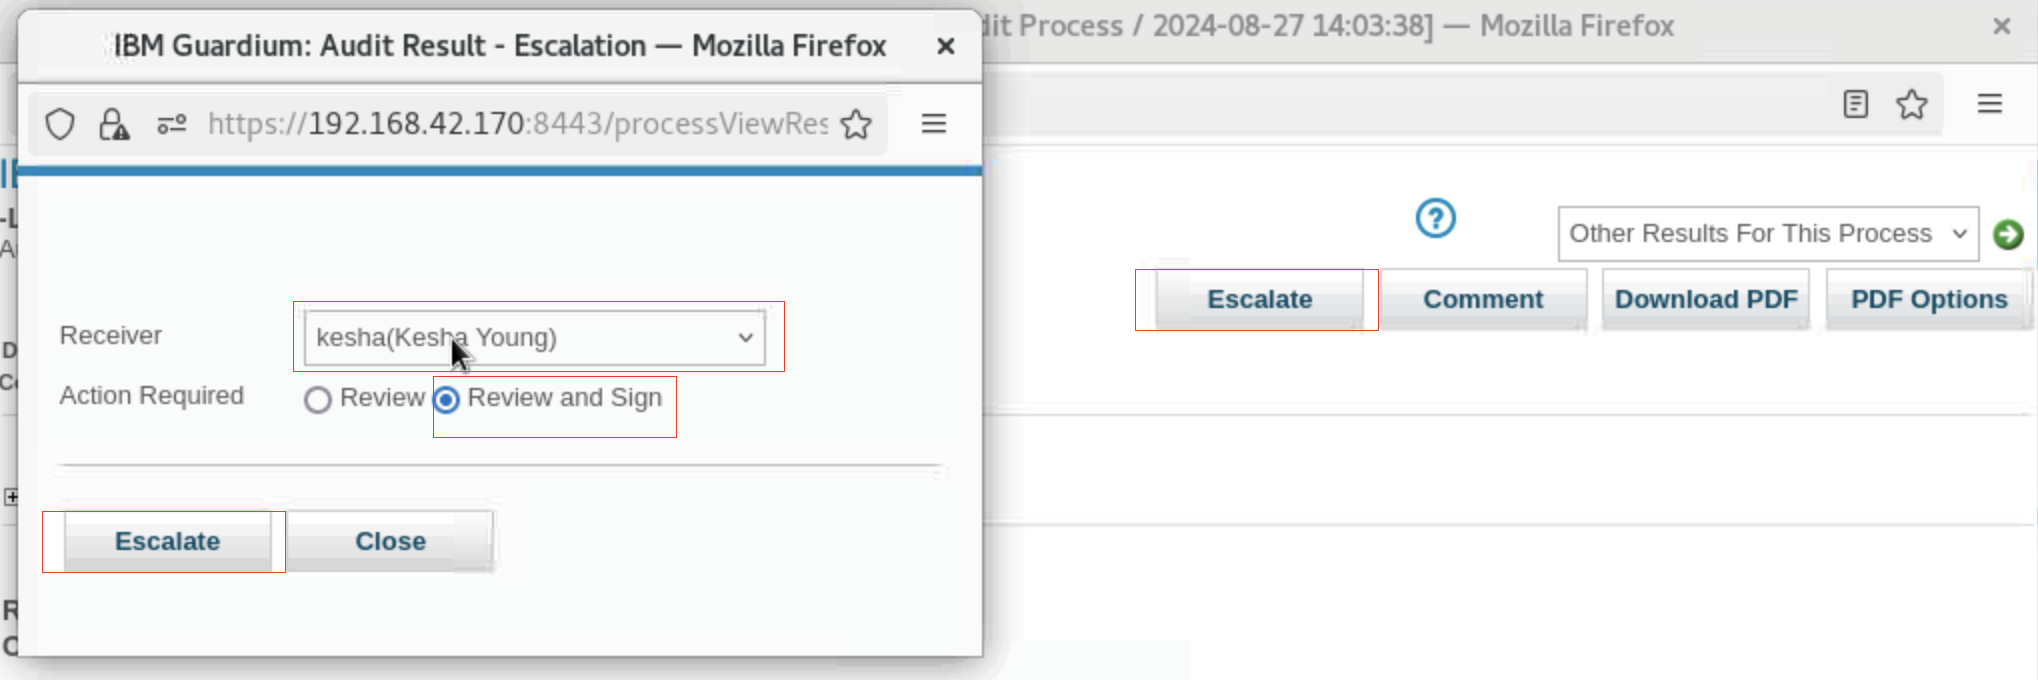 IBM Guardium: Audit Result - Escalation — Mozilla Firefox
dit Process / 2024-08-27 14:03:38] — Mozilla Firefox
https://192.168.42.170:8443/processViewRes
Other Results For This Process
Escalate Comment Download PDF PDF Options
Receiver kesha(Kesha Young)
Action Required Review Review and Sign
Escalate Close